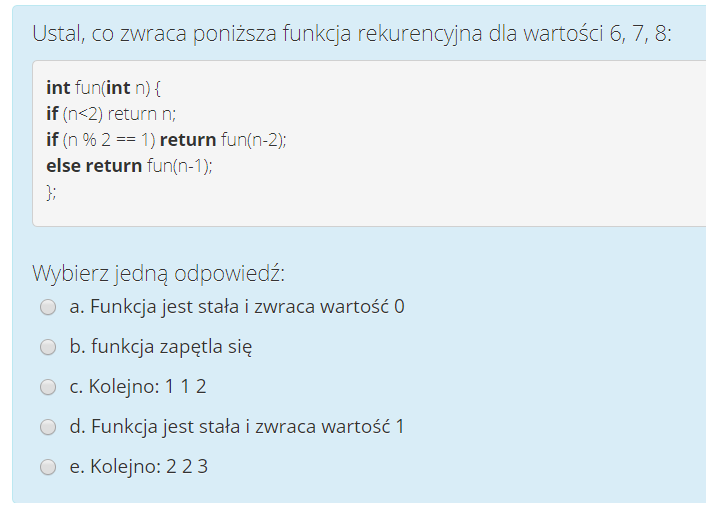 Ustal, co zwraca poniższa funkcja rekurencyjna dla wartości 6, 7, 8:
int fun(int n) {
if (n<2) return n;
if (n % 2 == 1) return fun(n-2);
else return fun(n-1);
};
Wybierz jedną odpowiedź:
a. Funkcja jest stała i zwraca wartość 0
b. funkcja zapętla się
c. Kolejno: 1 1 2
d. Funkcja jest stała i zwraca wartość 1
e. Kolejno: 2 2 3